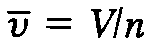 υ̅ = V/n